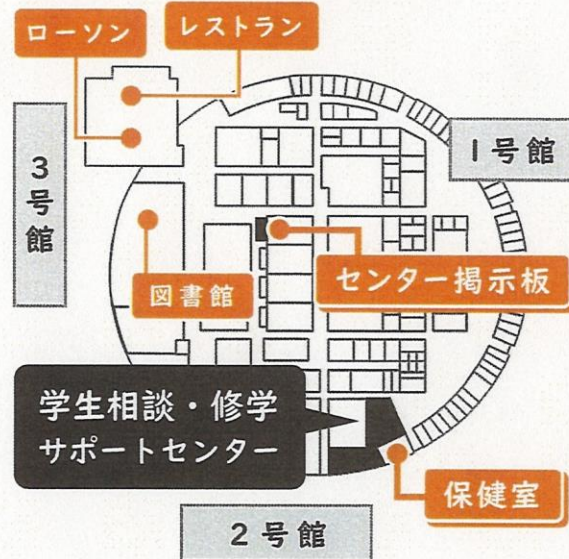 ローソン
レストラン
3号館
1号館
図書館
センター掲示板
学生相談・修学
サポートセンター
保健室
2号館